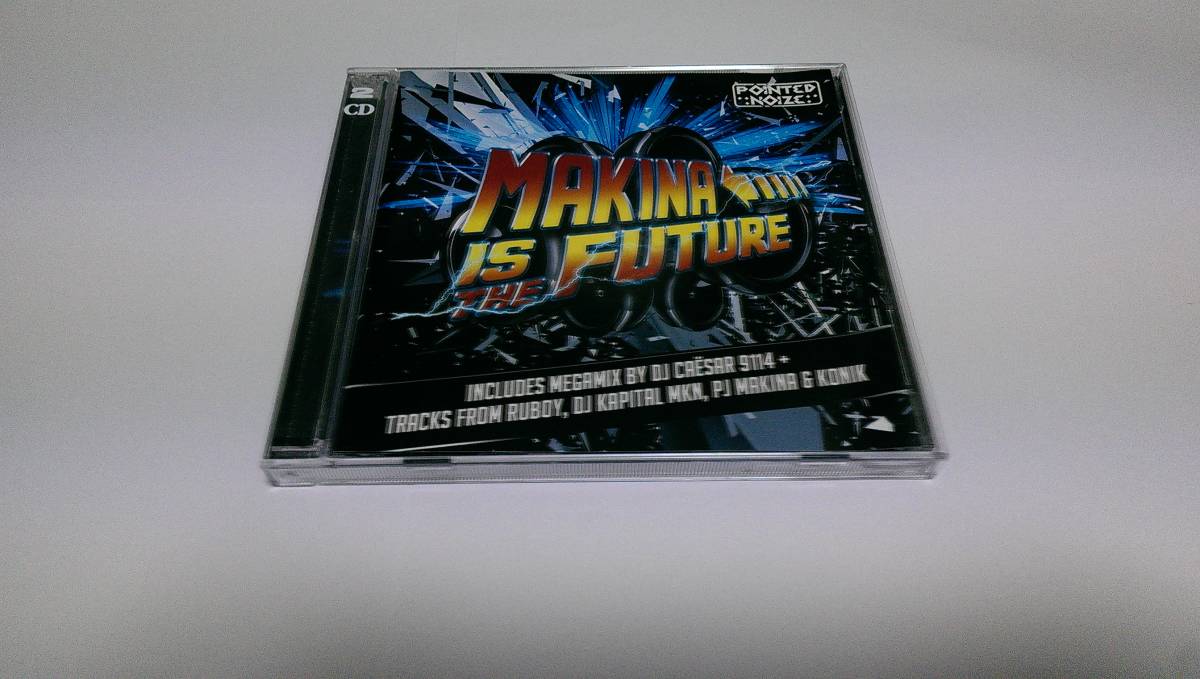 2
CD
POINTED
NOIZE
MAKINA
IS THE FUTURE
INCLUDES MEGAMIX BY DJ CAËSAR 9114 +
TRACKS FROM RUBOY, DJ KAPITAL MKN, PJ MAKINA & KONIK